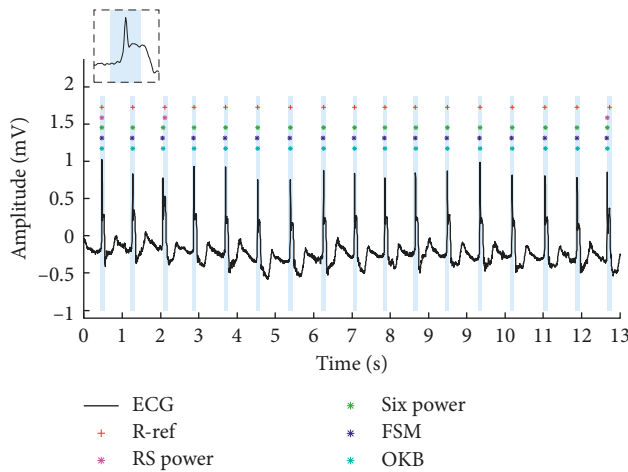 2
1.5
1
0.5
0
−0.5
−1
Amplitude (mV)
0 1 2 3 4 5 6 7 8 9 9 10 11 12 13
Time (s)
ECG
R-ref
RS power
Six power
FSM
OKB